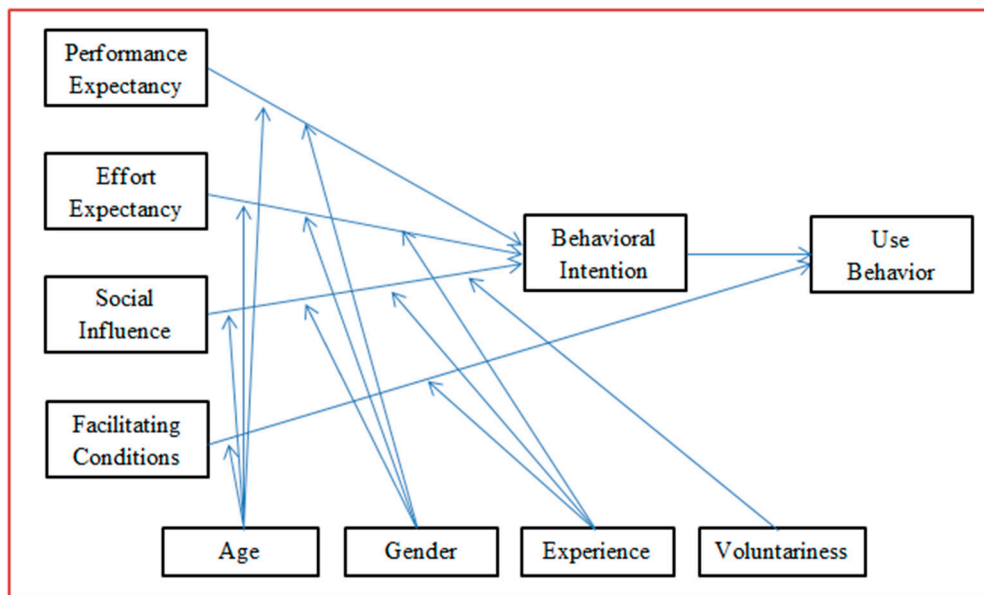 Performance
Expectancy
Effort
Expectancy
Social
Influence
Facilitating
Conditions
Behavioral
Intention
Use
Behavior
Age
Gender
Experience
Voluntariness